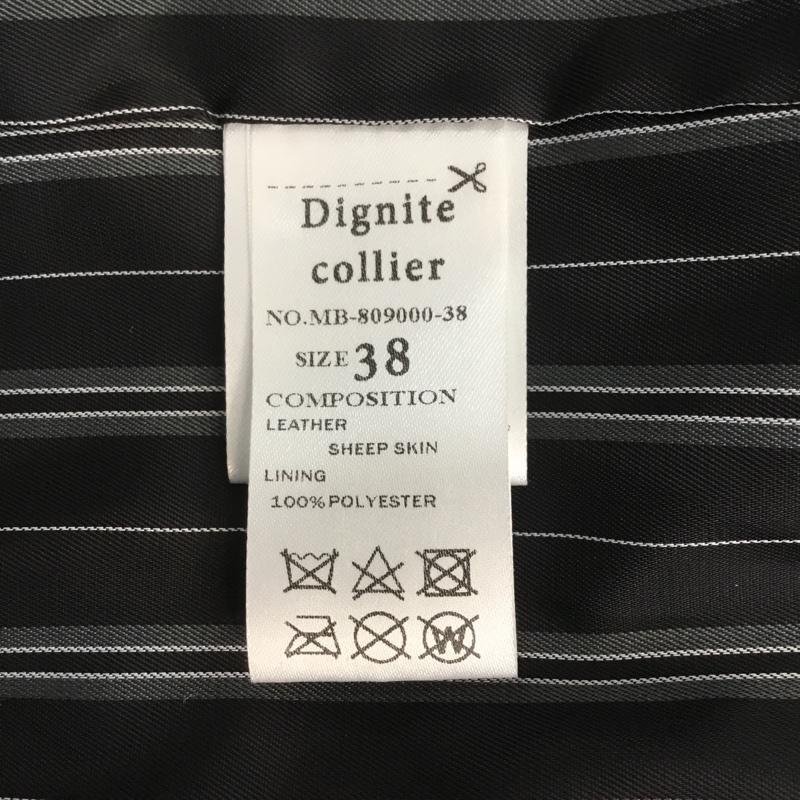 Dignite
collier
NO.MB-809000-38
SIZE 38
COMPOSITION
LEATHER
SHEEP SKIN
LINING
100%POLYESTER
W